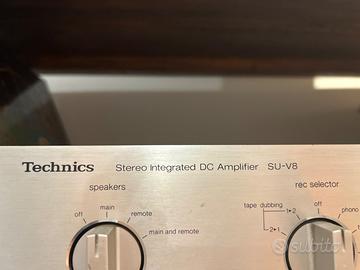 Technics Stereo Integrated DC Amplifier SU-V8
speakers
rec selector
off
main
remote
main and remote
tape dubbing
1▸2
2▸1
off
phono
subito